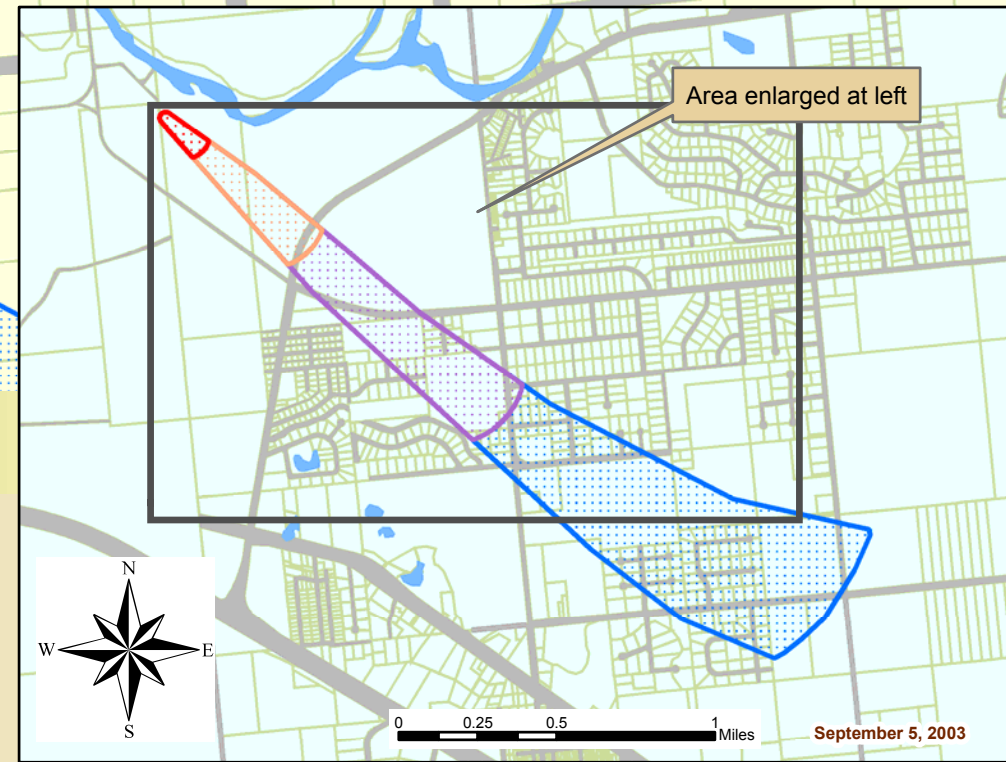 Area enlarged at left
N
W E
S
0 0.25 0.5 1
Miles
September 5, 2003